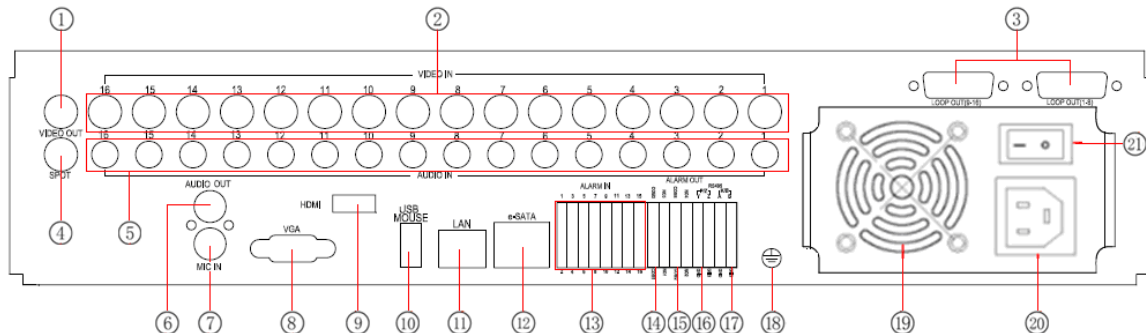 ① ② ③
VIDEO IN
16 15 14 13 12 11 10 9 8 7 6 5 4 3 2 1
LOOP OUT(9-16) LOOP OUT(1-8)
VIDEO OUT
16 15 14 13 12 11 10 9 8 7 6 5 4 3 2 1
㉑
SPOT
AUDIO IN
④ ⑤
AUDIO OUT
HDMI
USB
MOUSE
LAN
e-SATA
ALARM IN
ALARM OUT
1 3 5 7 9 11 13 15
VGA
MIC IN
2 4 6 8 10 12 14 16
⑥ ⑦ ⑧ ⑨ ⑩ ⑪ ⑫ ⑬ ⑭ ⑮ ⑯ ⑰ ⑱ ⑲ ⑳